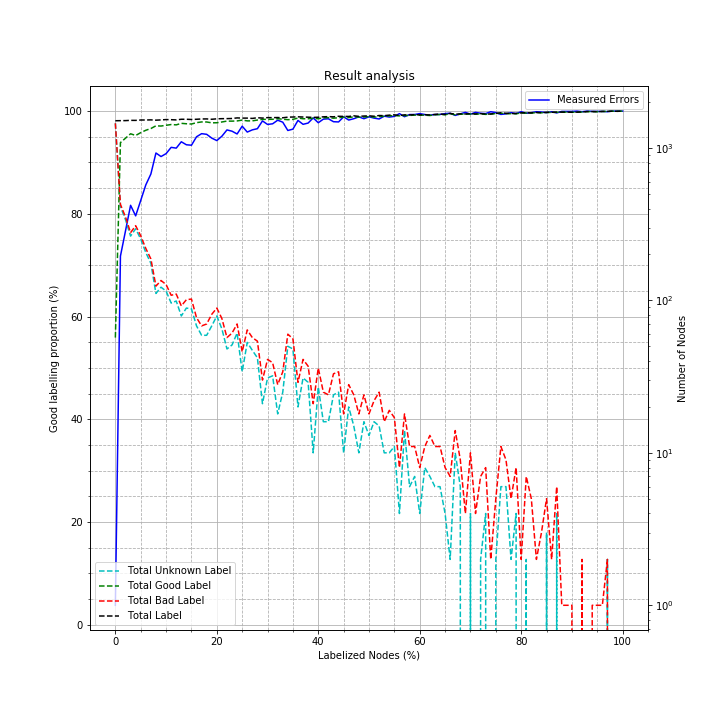 Result analysis
Measured Errors
100
80
60
40
20
0
Good labelling proportion (%)
10³
10²
10¹
10⁰
Number of Nodes
Total Unknown Label
Total Good Label
Total Bad Label
Total Label
0 20 40 60 80 100
Labelized Nodes (%)